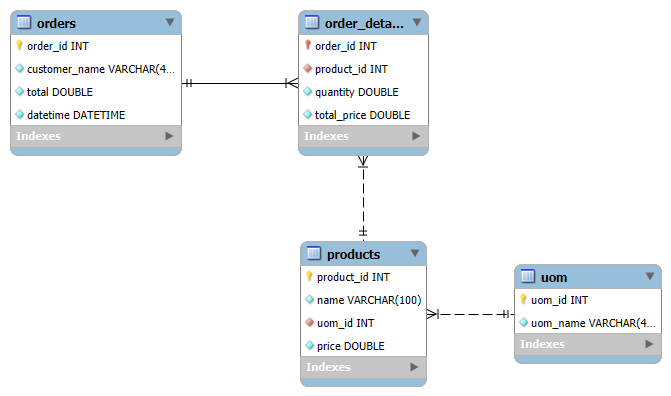 orders
order_id INT
customer_name VARCHAR(4...
total DOUBLE
datetime DATETIME
Indexes
order_deta...
order_id INT
product_id INT
quantity DOUBLE
total_price DOUBLE
Indexes
products
product_id INT
name VARCHAR(100)
uom_id INT
price DOUBLE
Indexes
uom
uom_id INT
uom_name VARCHAR(4...
Indexes